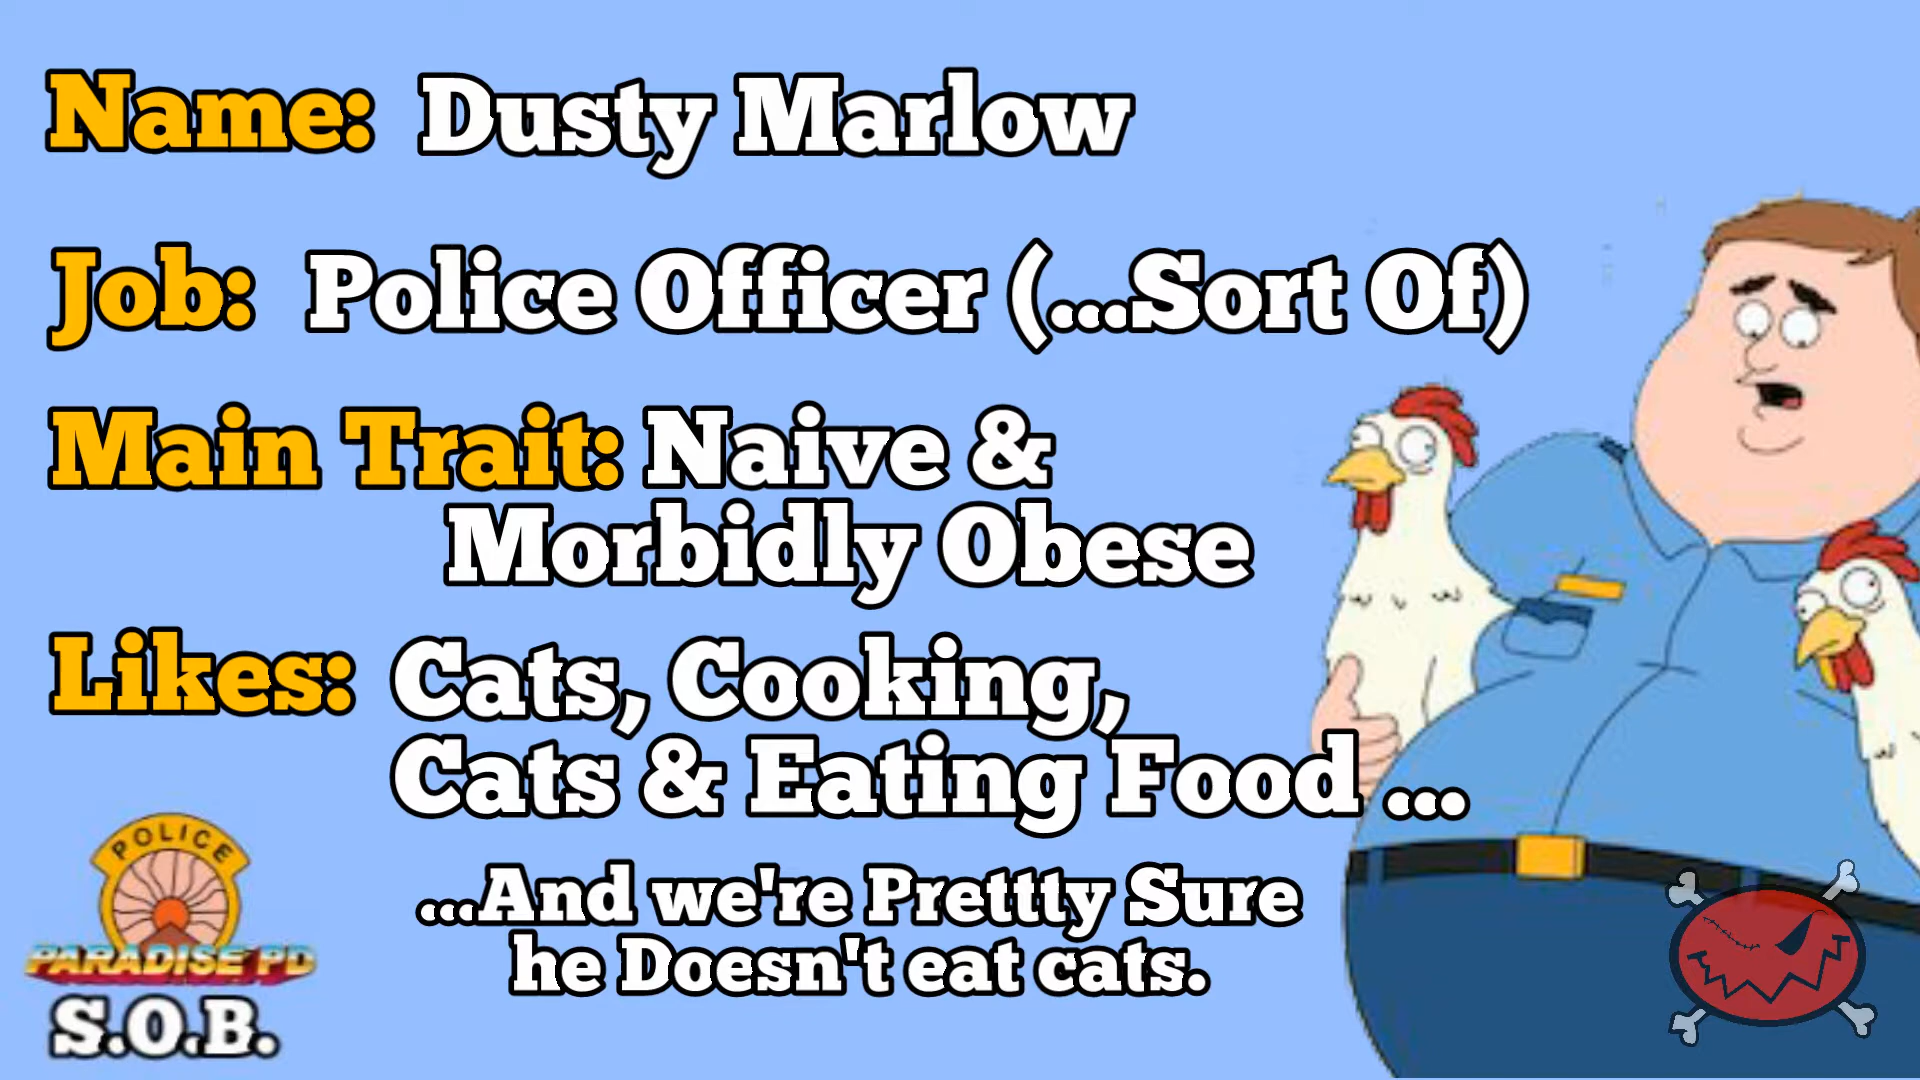 Name: Dusty Marlow
Job: Police Officer (...Sort Of)
Main Trait: Naive &
Morbidly Obese
Likes: Cats, Cooking,
Cats & Eating Food ...
...And we're Prettty Sure
he Doesn't eat cats.
POLICE
PARADISE PD
S.O.B.